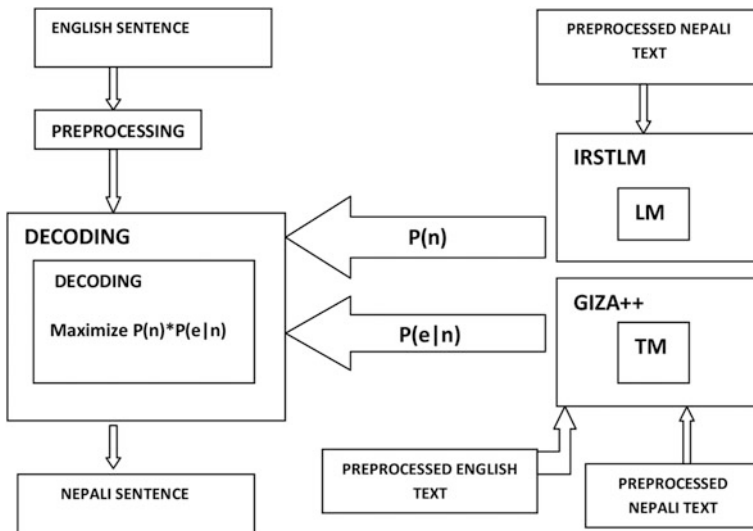 ENGLISH SENTENCE
PREPROCESSING
DECODING
DECODING
Maximize P(n)*P(e|n)
NEPALI SENTENCE
P(n)
P(e|n)
PREPROCESSED NEPALI
TEXT
IRSTLM
LM
GIZA++
TM
PREPROCESSED ENGLISH
TEXT
PREPROCESSED
NEPALI TEXT